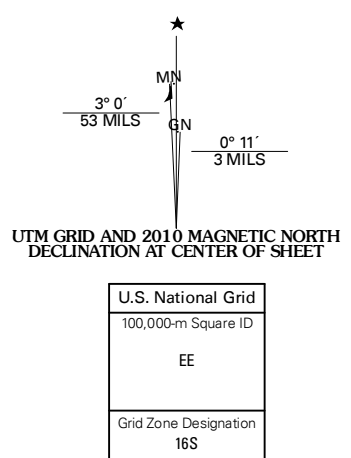 MN
3° 0´
53 MILS
GN
0° 11´
3 MILS
UTM GRID AND 2010 MAGNETIC NORTH
DECLINATION AT CENTER OF SHEET
U.S. National Grid
100,000-m Square ID
EE
Grid Zone Designation
16S